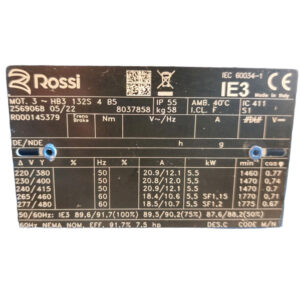 Rossi
IEC 60034-1
IE3
Made in Italy
MOT. 3 ~ HB3 132S 4 B5
IP 55
AMB. 40°C
IC 411
2569068 05/22
8037858
kg 58
I.CL. F
S1
R000145379
Freno
Brake
N/m
V~/Hz
A
V=
DE/NDE
h
g
Δ V Y
%
Hz
A
kW
min-1
cosφ
220/380
50
20.9/12.1
5,5
1460
0.77
230/400
50
20.8/12.0
5,5
1470
0,74
240/415
50
20.9/12.1
5,5
1470
0.7
265/460
60
18.4/10.6
5,5
SF1,15
1770
0.71
277/480
60
18.5/10.7
5,5
SF1,2
1775
0.67
50/60Hz: IE3 89,6/91,7(100%) 89,5/90,2(75%) 87,6/88,2(50%)
60Hz NEMA NOM. EFF. 91.7% 7,5 hp
DES.C
CODE M/N